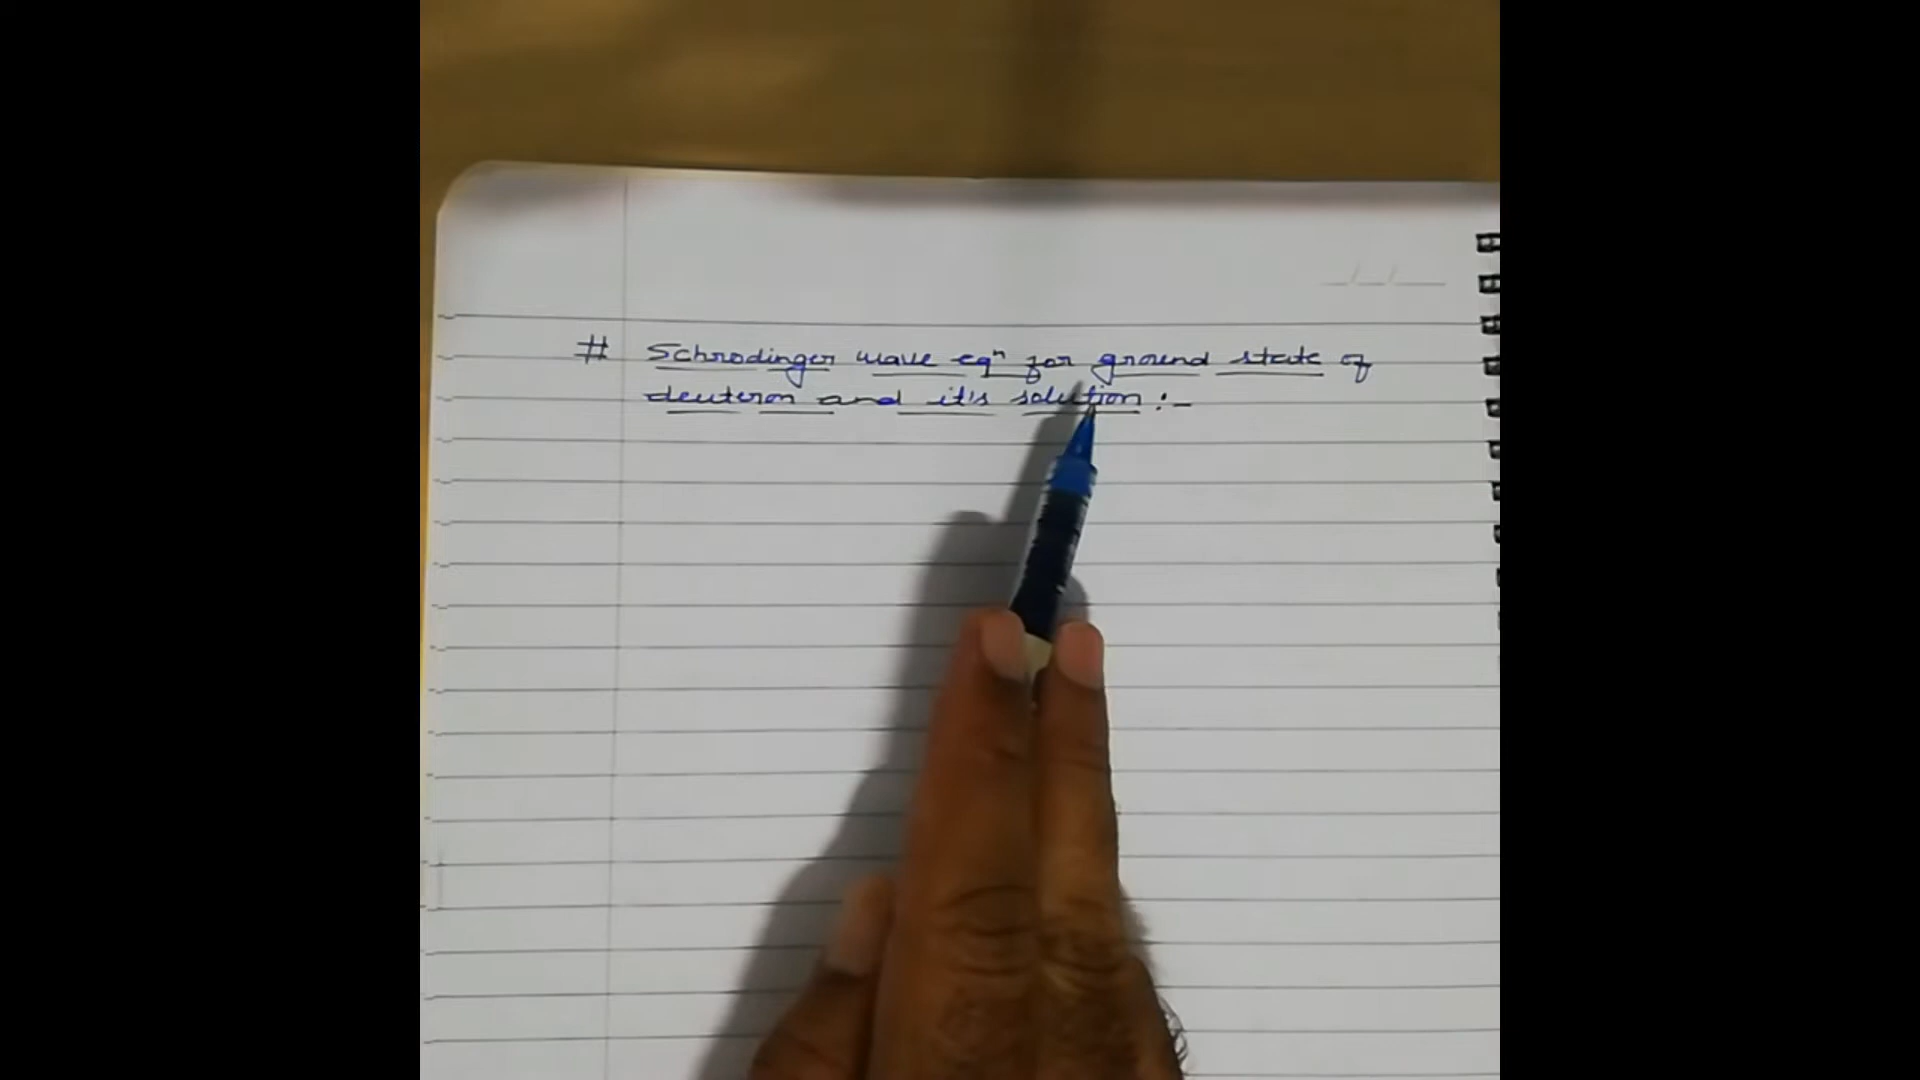 # Schrodinger wave eqⁿ for ground state of
deuteron and it's solution :-